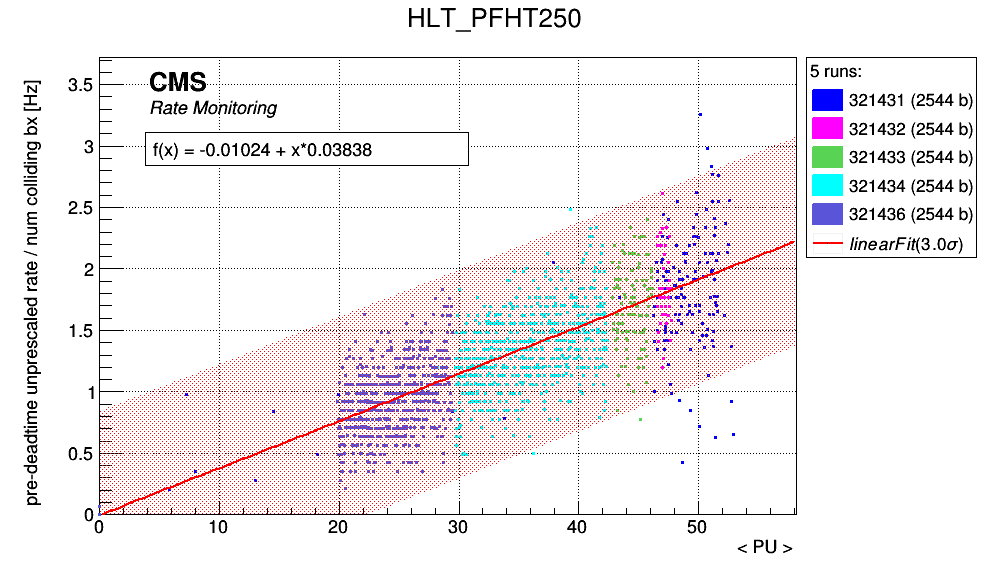 HLT_PFHT250
pre-deadtime unprescaled rate / num colliding bx [Hz]
CMS
Rate Monitoring
f(x) = -0.01024 + x*0.03838
3.5
3
2.5
2
1.5
1
0.5
0
0 10 20 30 40 50
< PU >
5 runs:
321431 (2544 b)
321432 (2544 b)
321433 (2544 b)
321434 (2544 b)
321436 (2544 b)
linearFit(3.0σ)